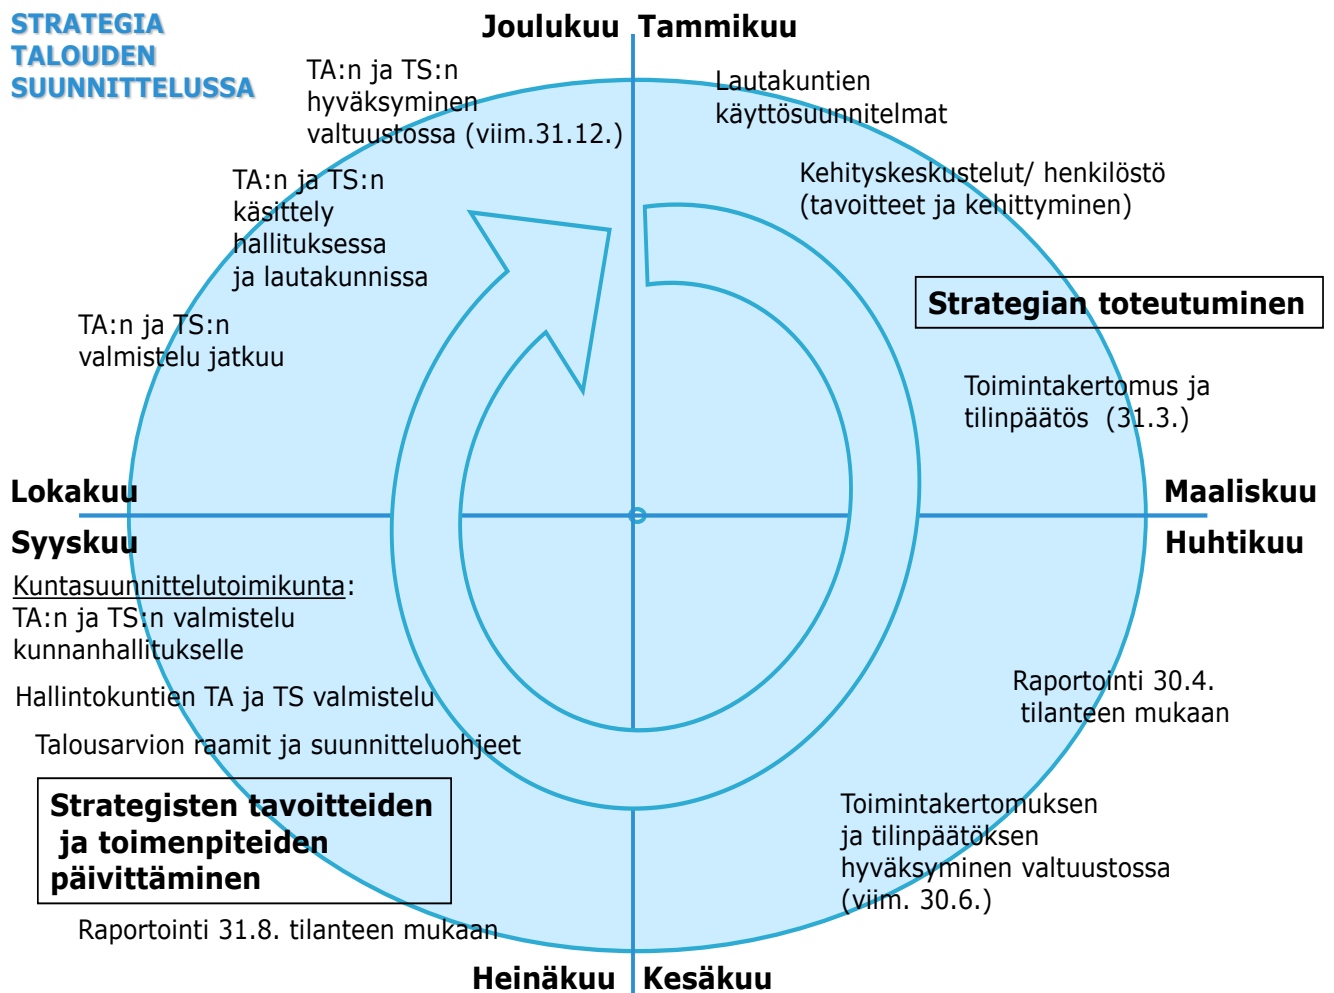 STRATEGIA
TALOUDEN
SUUNNITTELUSSA
Joulukuu
Tammikuu
Lautakuntien
käyttösuunnitelmat
Kehityskeskustelut/ henkilöstö
(tavoitteet ja kehittyminen)
Strategian toteutuminen
Toimintakertomus ja
tilinpäätös (31.3.)
Maaliskuu
Huhtikuu
Raportointi 30.4.
tilanteen mukaan
Toimintakertomuksen
ja tilinpäätöksen
hyväksyminen valtuustossa
(viim. 30.6.)
Kesäkuu
Heinäkuu
Raportointi 31.8. tilanteen mukaan
Strategisten tavoitteiden
ja toimenpiteiden
päivittäminen
Talousarvion raamit ja suunnitteluohjeet
Hallintokuntien TA ja TS valmistelu
Kuntasuunnittelutoimikunta:
TA:n ja TS:n valmistelu
kunnanhallitukselle
Syyskuu
Lokakuu
TA:n ja TS:n
valmistelu jatkuu
TA:n ja TS:n
käsittely
hallituksessa
ja lautakunnissa
TA:n ja TS:n
hyväksyminen
valtuustossa (viim.31.12.)